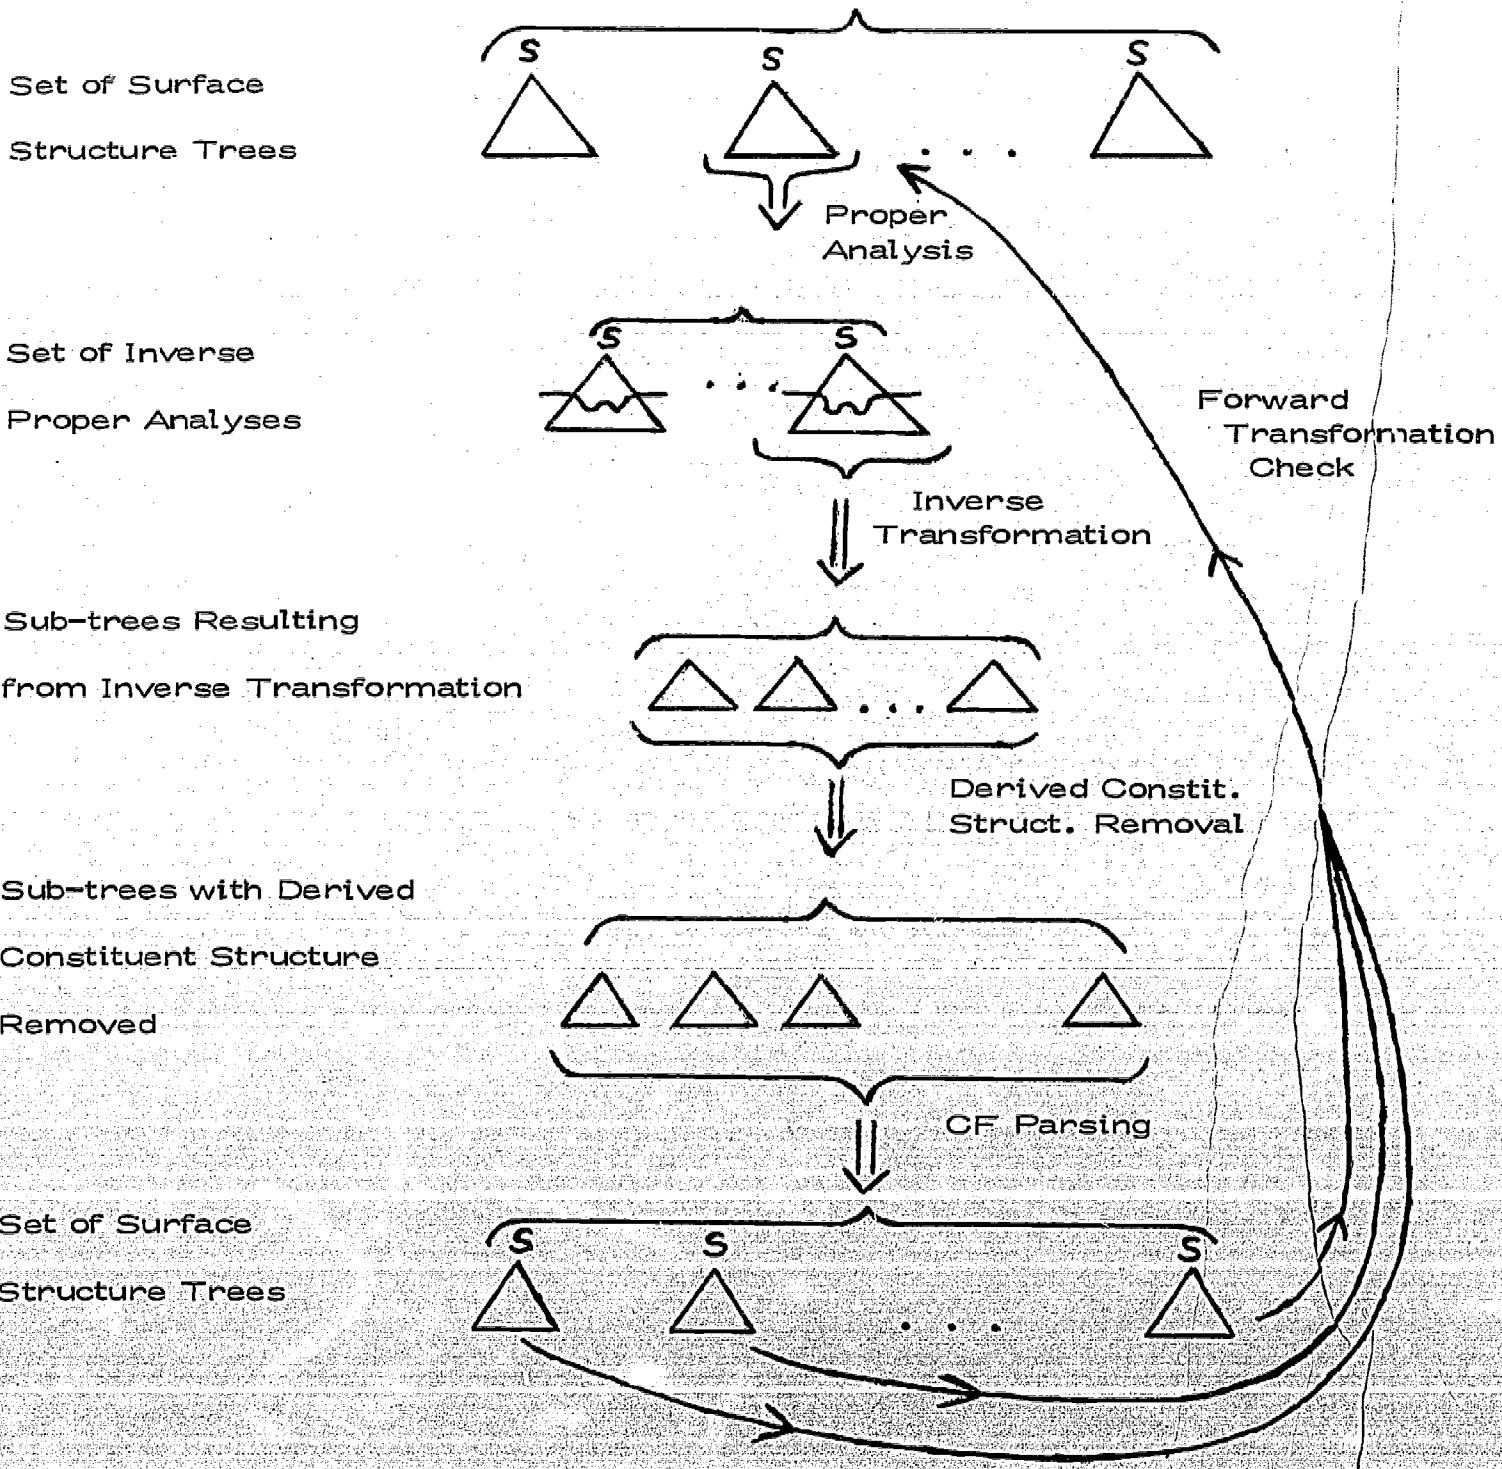 S S S
Set of Surface
Structure Trees
. . .
Proper
Analysis
S S
Set of Inverse
. . .
Proper Analyses
Forward
Transformation
Check
Inverse
Transformation
Sub-trees Resulting
from Inverse Transformation
. . .
Derived Constit.
Struct. Removal
Sub-trees with Derived
Constituent Structure
Removed
CF Parsing
Set of Surface
S S S
Structure Trees
. . .